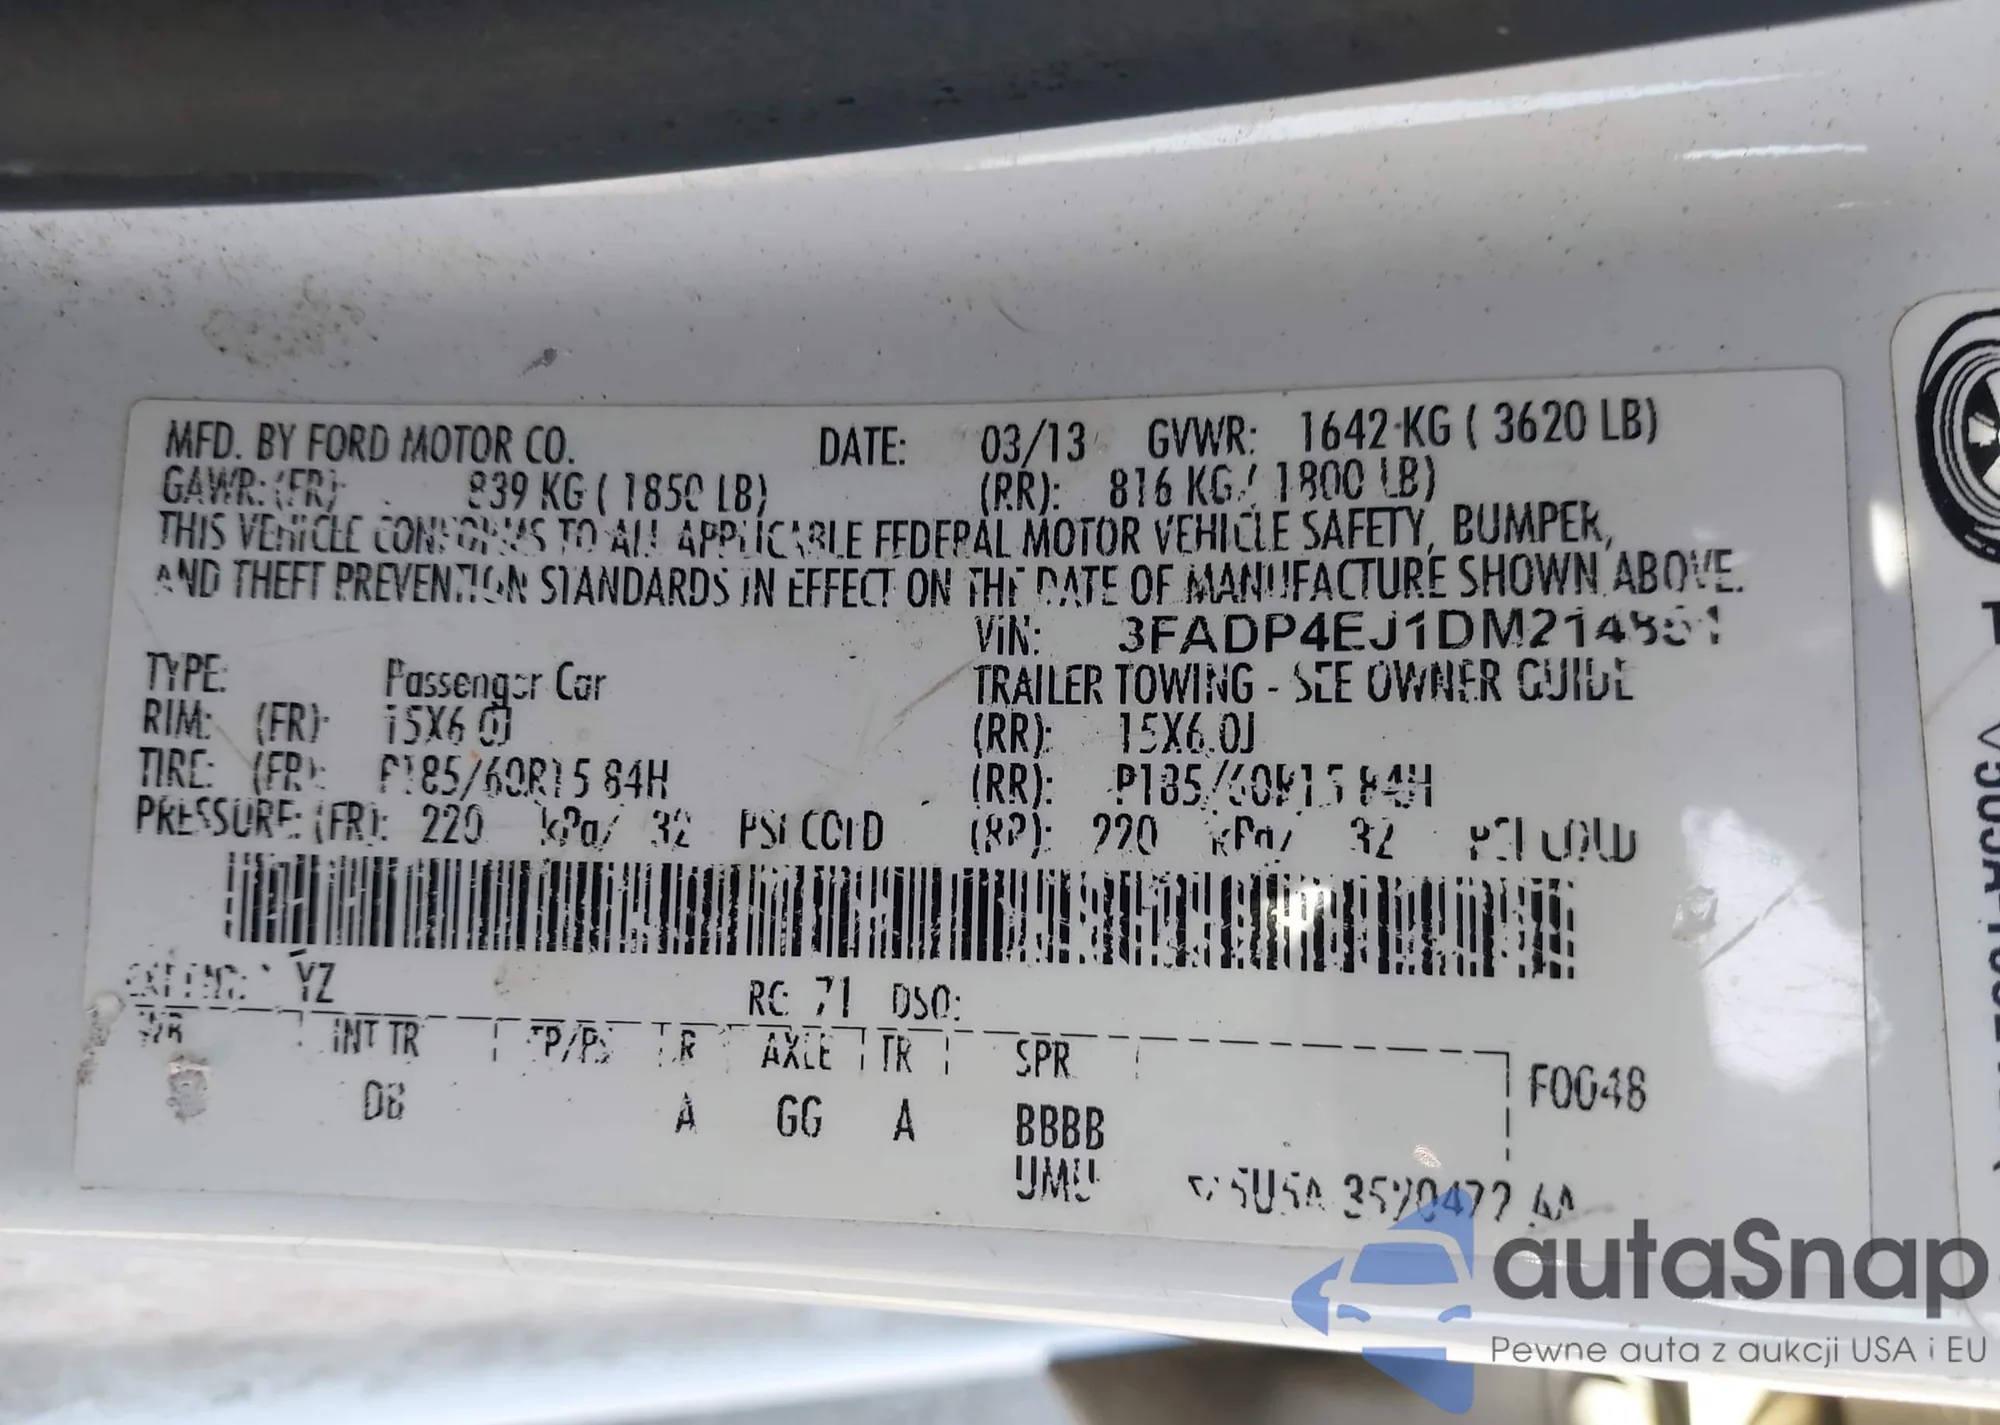 MFD. BY FORD MOTOR CO. DATE: 03/13 GVWR: 1642 KG ( 3620 LB)
GAWR: (FR): 839 KG ( 1850 LB) (RR): 816 KG ( 1800 LB)
THIS VEHICLE CONFORMS TO ALL APPLICABLE FEDERAL MOTOR VEHICLE SAFETY, BUMPER,
AND THEFT PREVENTION STANDARDS IN EFFECT ON THE DATE OF MANUFACTURE SHOWN ABOVE.
VIN:
TYPE: Passenger Car TRAILER TOWING - SEE OWNER GUIDE
RIM: (FR): 15X6.0J (RR): 15X6.0J
TIRE: (FR): P185/60R15 84H (RR): P185/60R15 84H
PRESSURE: (FR): 220 kPa/ 32 PSI COLD (RR): 220 kPa/ 32 PSI COLD
EXT PNT: YZ RC: 71 DSO:
WB INT TR TP/PS R AXLE TR SPR
DB A GG A BBBB F0048
UMU
autaSnap
Pewne auta z aukcji USA i EU